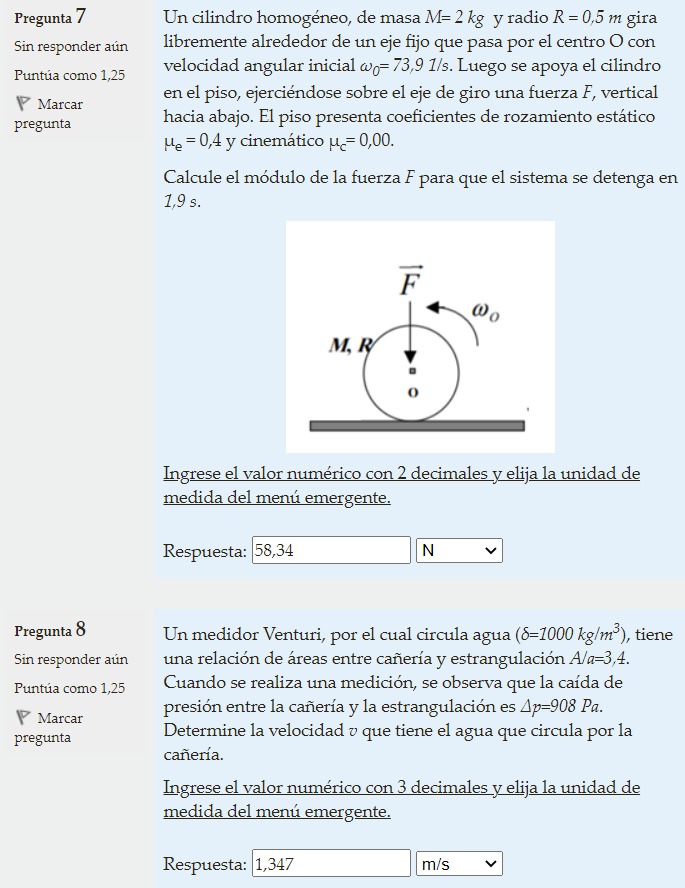 Pregunta 7
Sin responder aún
Puntúa como 1,25
Marcar
pregunta
Un cilindro homogéneo, de masa M= 2 kg y radio R = 0,5 m gira
libremente alrededor de un eje fijo que pasa por el centro O con
velocidad angular inicial ω₀= 73,9 1/s. Luego se apoya el cilindro
en el piso, ejerciéndose sobre el eje de giro una fuerza F, vertical
hacia abajo. El piso presenta coeficientes de rozamiento estático
μe = 0,4 y cinemático μc= 0,00.
Calcule el módulo de la fuerza F para que el sistema se detenga en
1,9 s.
F
ωO
M, R
O
Ingrese el valor numérico con 2 decimales y elija la unidad de
medida del menú emergente.
Respuesta: 58,34 N
Pregunta 8
Sin responder aún
Puntúa como 1,25
Marcar
pregunta
Un medidor Venturi, por el cual circula agua (δ=1000 kg/m³), tiene
una relación de áreas entre cañería y estrangulación A/a=3,4.
Cuando se realiza una medición, se observa que la caída de
presión entre la cañería y la estrangulación es Δp=908 Pa.
Determine la velocidad v que tiene el agua que circula por la
cañería.
Ingrese el valor numérico con 3 decimales y elija la unidad de
medida del menú emergente.
Respuesta: 1,347 m/s